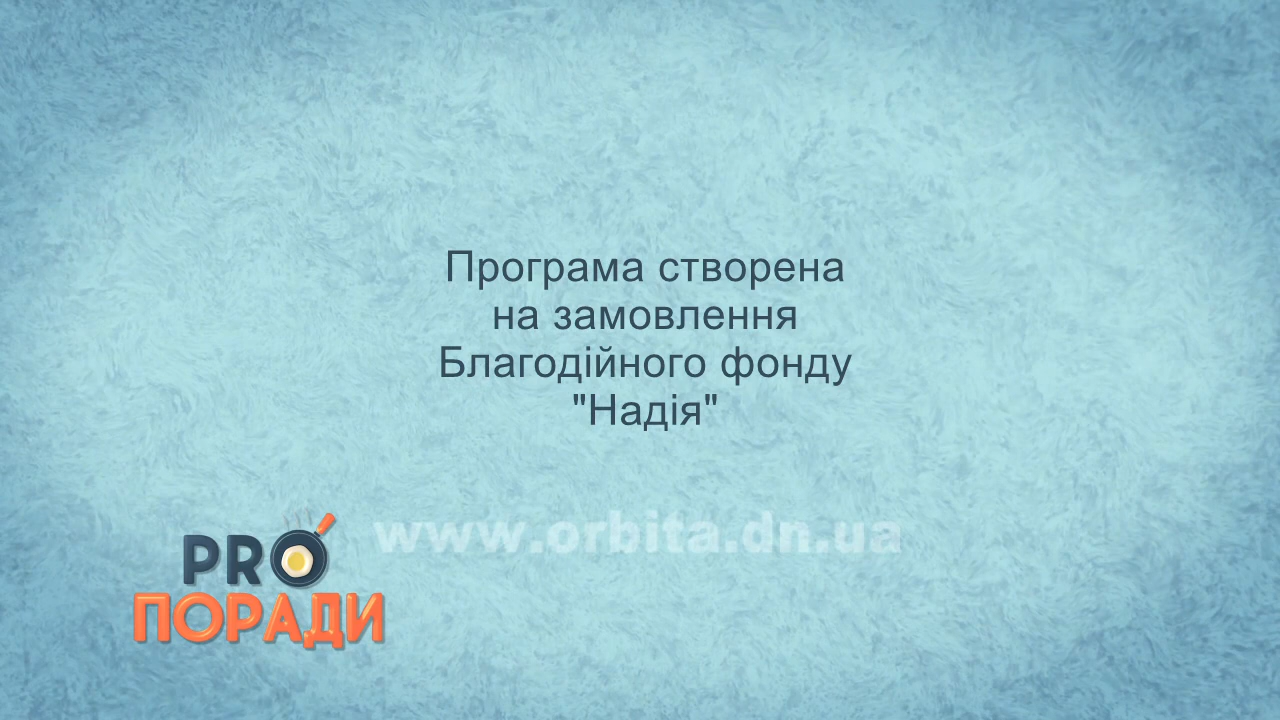 Програма створена
на замовлення
Благодійного фонду
"Надія"
www.orbita.dn.ua
PRO
ПОРАДИ